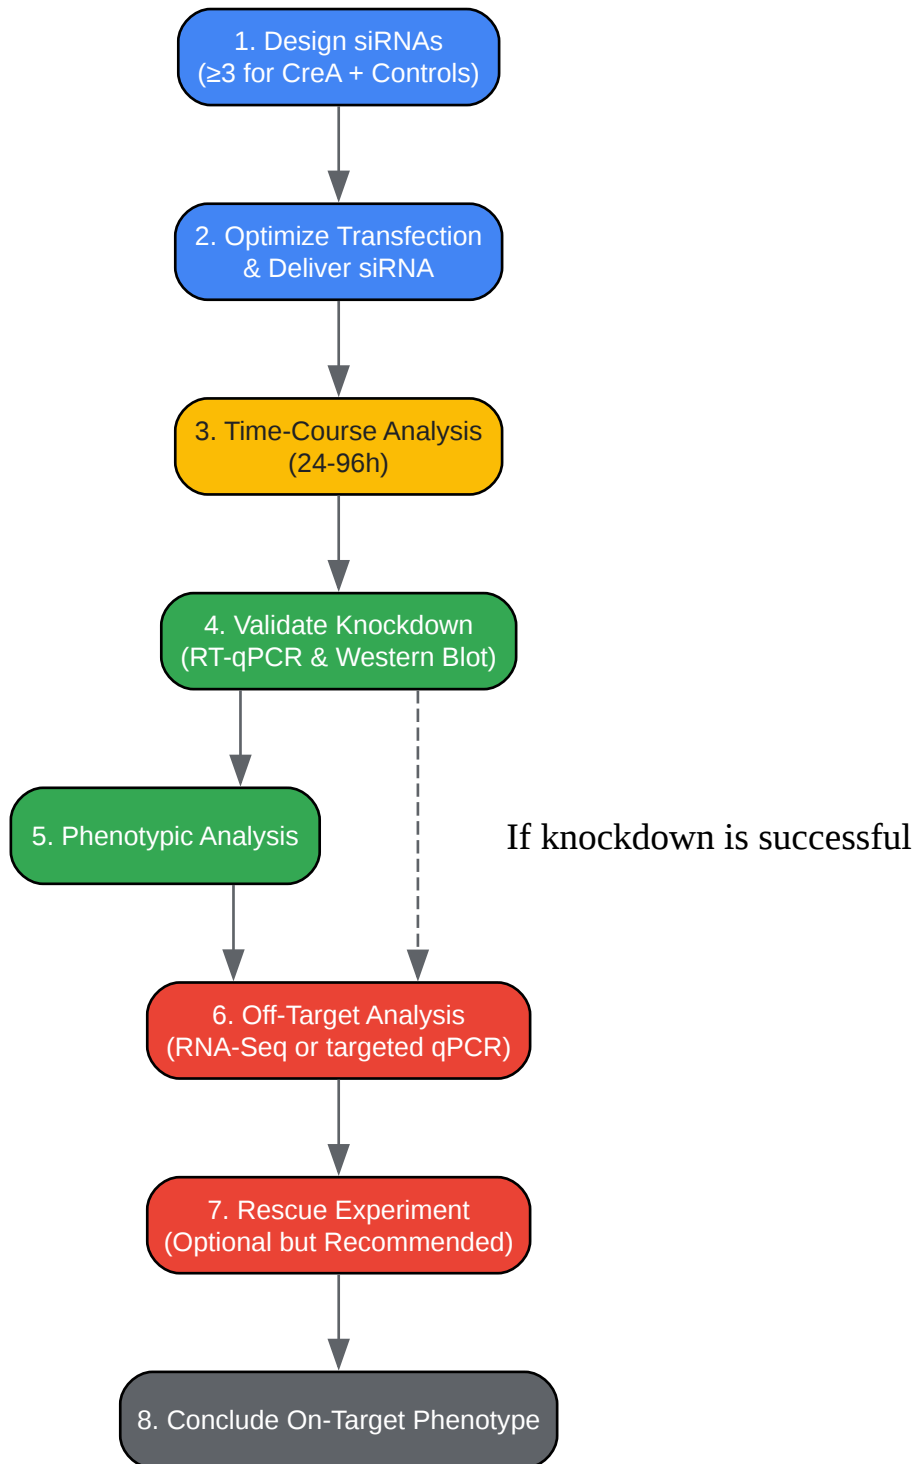 1. Design siRNAs
(≥3 for CreA + Controls)
2. Optimize Transfection
& Deliver siRNA
3. Time-Course Analysis
(24-96h)
4. Validate Knockdown
(RT-qPCR & Western Blot)
5. Phenotypic Analysis
If knockdown is successful
6. Off-Target Analysis
(RNA-Seq or targeted qPCR)
7. Rescue Experiment
(Optional but Recommended)
8. Conclude On-Target Phenotype